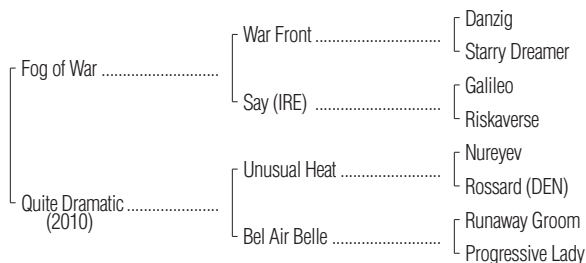 Danzig
War Front ........................................
Starry Dreamer
Fog of War .....................................
Galileo
Say (IRE) ........................................
Riskaverse
Nureyev
Unusual Heat ................................
Rossard (DEN)
Quite Dramatic .............................
(2010)
Runaway Groom
Bel Air Belle ..................................
Progressive Lady